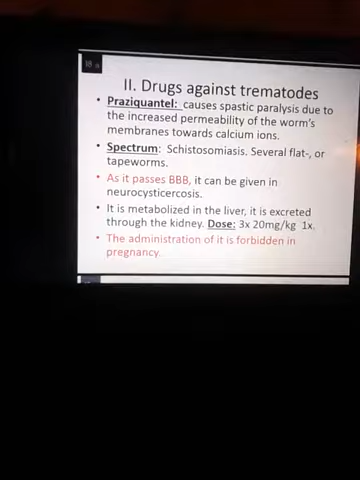 II. Drugs against trematodes
• Praziquantel: causes spastic paralysis due to
the increased permeability of the worm's
membranes towards calcium ions.
• Spectrum: Schistosomiasis. Several flat-, or
tapeworms.
• As it passes BBB, it can be given in
neurocysticercosis.
• It is metabolized in the liver, it is excreted
through the kidney. Dose: 3x 20mg/kg 1x.
• The administration of it is forbidden in
pregnancy.